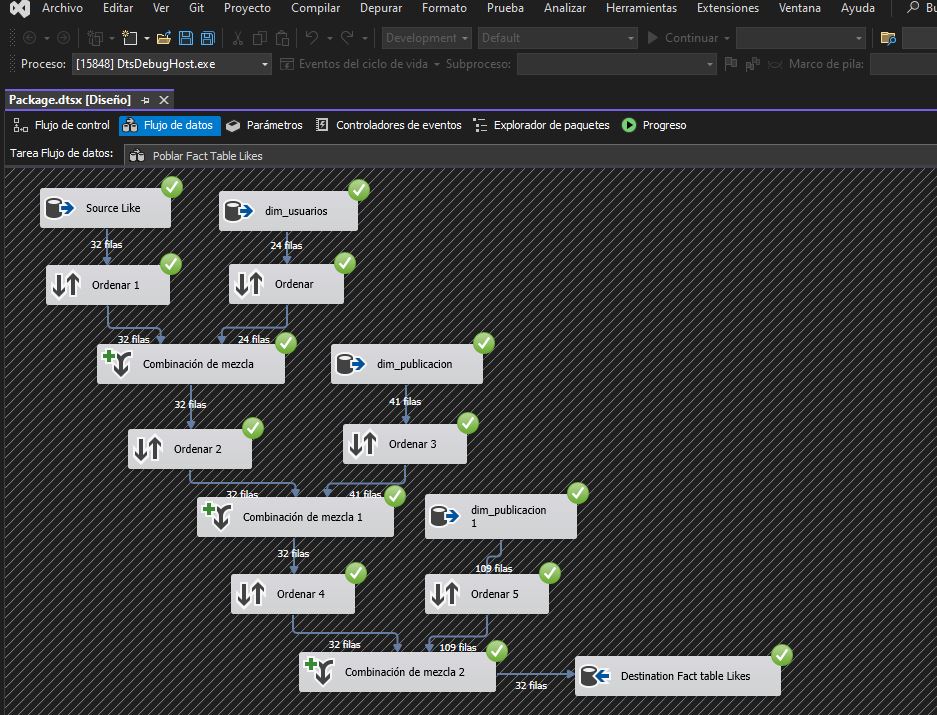 Archivo Editar Ver Git Proyecto Compilar Depurar Formato Prueba Analizar Herramientas Extensiones Ventana Ayuda
Development Default Continuar
Proceso: [15848] DtsDebugHost.exe Eventos del ciclo de vida Subproceso: Marco de pila:
Package.dtsx [Diseño]
Flujo de control Flujo de datos Parámetros Controladores de eventos Explorador de paquetes Progreso
Tarea Flujo de datos: Poblar Fact Table Likes
Source Like dim_usuarios
32 filas 24 filas
Ordenar 1 Ordenar
32 filas 24 filas
Combinación de mezcla dim_publicacion
32 filas 41 filas
Ordenar 2 Ordenar 3
32 filas 41 filas
Combinación de mezcla 1 dim_publicacion
1
32 filas 109 filas
Ordenar 4 Ordenar 5
32 filas 109 filas
Combinación de mezcla 2 Destination Fact table Likes
32 filas